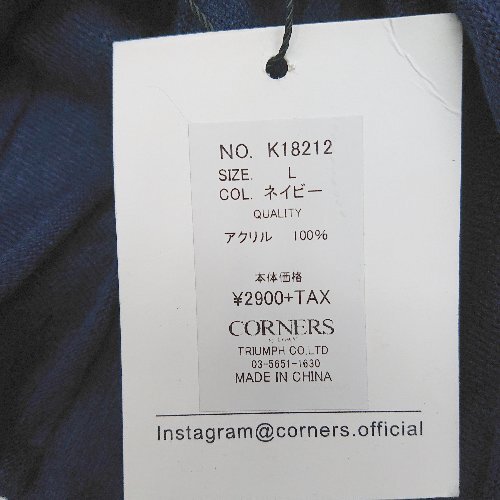 NO. K18212
SIZE. L
COL. ネイビー
QUALITY
アクリル 100%
本体価格
¥2900+TAX
CORNERS
TRIUMPH CO.LTD
03-5651-1630
MADE IN CHINA
Instagram@corners.official